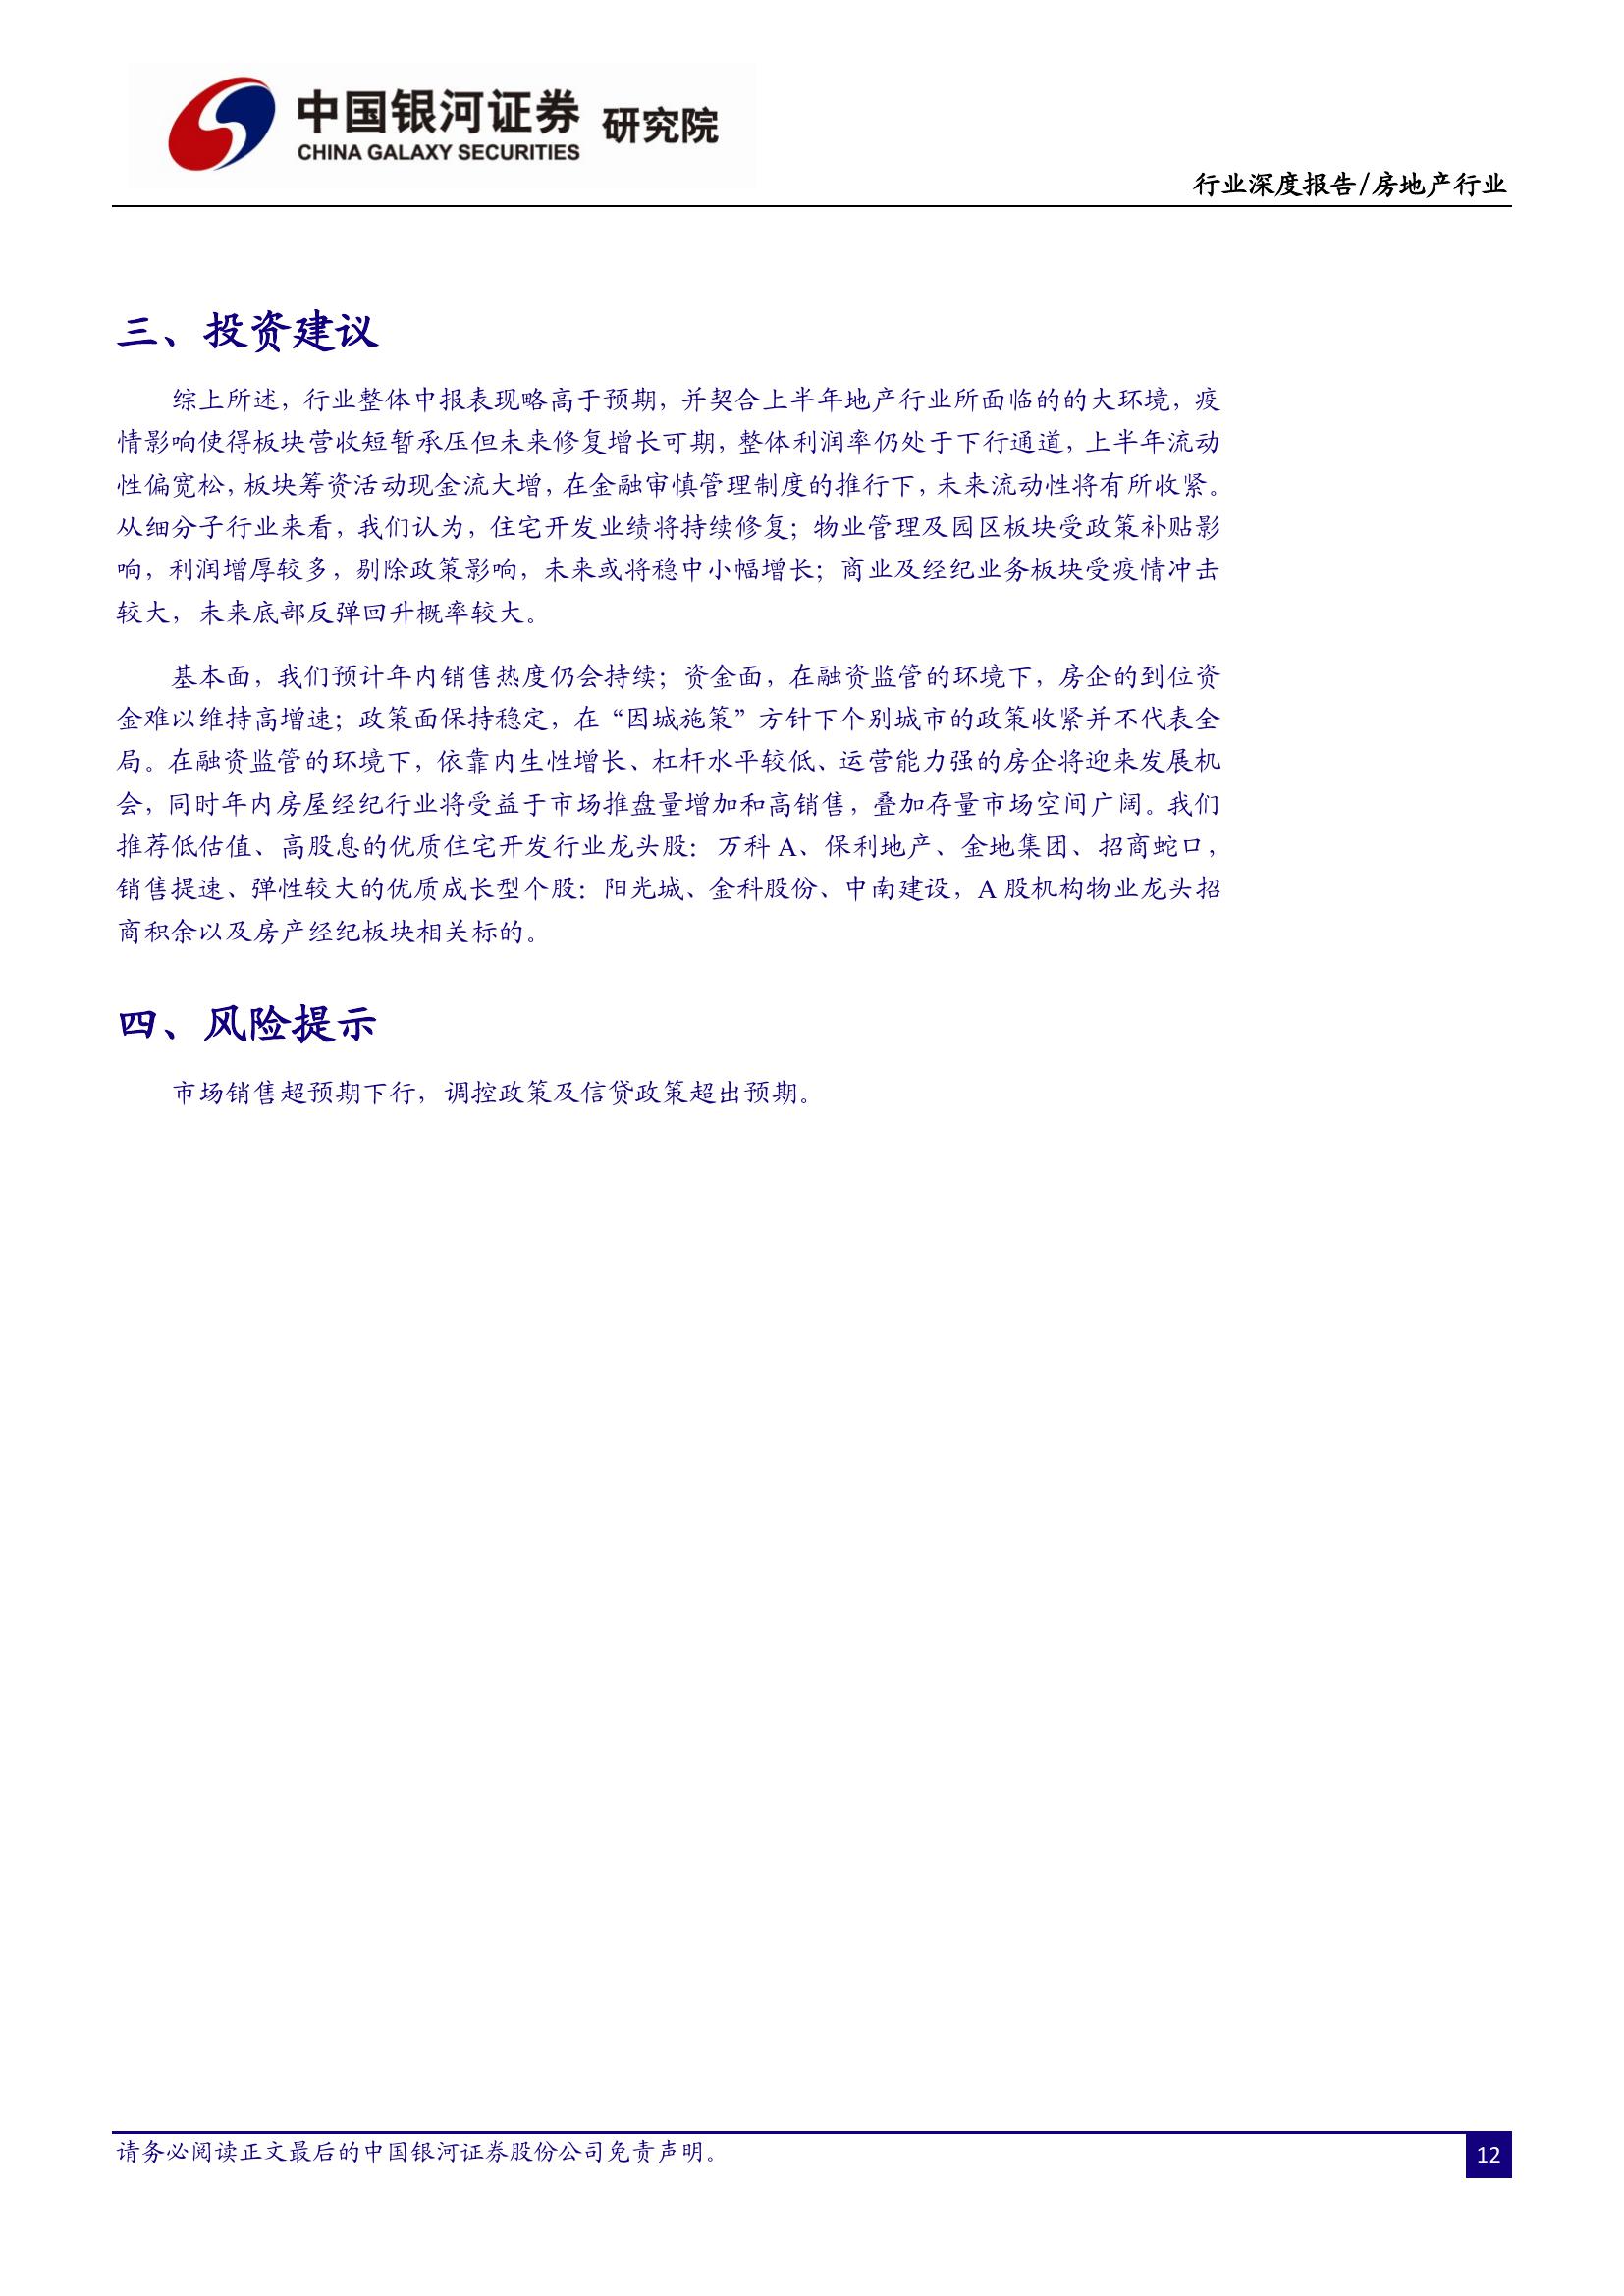 中国银河证券 研究院
CHINA GALAXY SECURITIES
行业深度报告/房地产行业
三、投资建议
综上所述，行业整体中报表现略高于预期，并契合上半年地产行业所面临的的大环境，疫
情影响使得板块营收短暂承压但未来修复增长可期，整体利润率仍处于下行通道，上半年流动
性偏宽松，板块筹资活动现金流大增，在金融审慎管理制度的推行下，未来流动性将有所收紧。
从细分子行业来看，我们认为，住宅开发业绩将持续修复；物业管理及园区板块受政策补贴影
响，利润增厚较多，剔除政策影响，未来或将稳中小幅增长；商业及经纪业务板块受疫情冲击
较大，未来底部反弹回升概率较大。
基本面，我们预计年内销售热度仍会持续；资金面，在融资监管的环境下，房企的到位资
金难以维持高增速；政策面保持稳定，在“因城施策”方针下个别城市的政策收紧并不代表全
局。在融资监管的环境下，依靠内生性增长、杠杆水平较低、运营能力强的房企将迎来发展机
会，同时年内房屋经纪行业将受益于市场推盘量增加和高销售，叠加存量市场空间广阔。我们
推荐低估值、高股息的优质住宅开发行业龙头股：万科 A、保利地产、金地集团、招商蛇口，
销售提速、弹性较大的优质成长型个股：阳光城、金科股份、中南建设，A 股机构物业龙头招
商积余以及房产经纪板块相关标的。
四、风险提示
市场销售超预期下行，调控政策及信贷政策超出预期。
请务必阅读正文最后的中国银河证券股份公司免责声明。
12